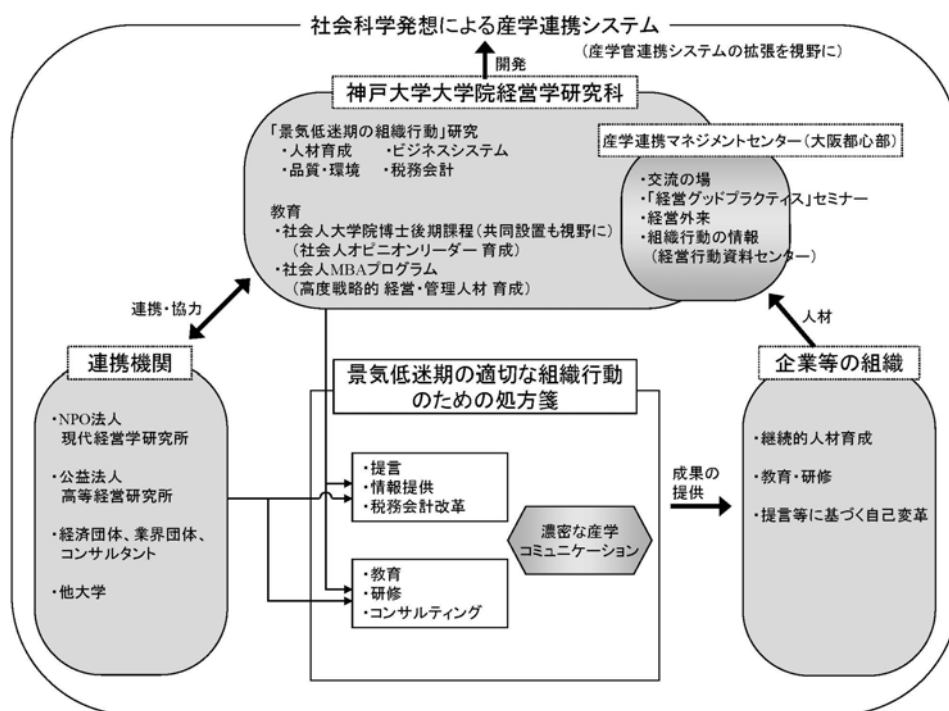 社会科学発想による産学連携システム
(産学官連携システムの拡張を視野に)
開発
神戸大学大学院経営学研究科
「景気低迷期の組織行動」研究
・人材育成 ・ビジネスシステム
・品質・環境 ・税務会計
教育
・社会人大学院博士後期課程(共同設置も視野に)
(社会人オピニオンリーダー 育成)
・社会人MBAプログラム
(高度戦略的 経営・管理人材 育成)
産学連携マネジメントセンター(大阪都心部)
・交流の場
・「経営グッドプラクティス」セミナー
・経営外来
・組織行動の情報
(経営行動資料センター)
連携・協力
人材
連携機関
・NPO法人
現代経営学研究所
・公益法人
高等経営研究所
・経済団体、業界団体、
コンサルタント
・他大学
景気低迷期の適切な組織行動
のための処方箋
・提言
・情報提供
・税務会計改革
濃密な産学
コミュニケーション
・教育
・研修
・コンサルティング
成果の
提供
企業等の組織
・継続的人材育成
・教育・研修
・提言等に基づく自己変革